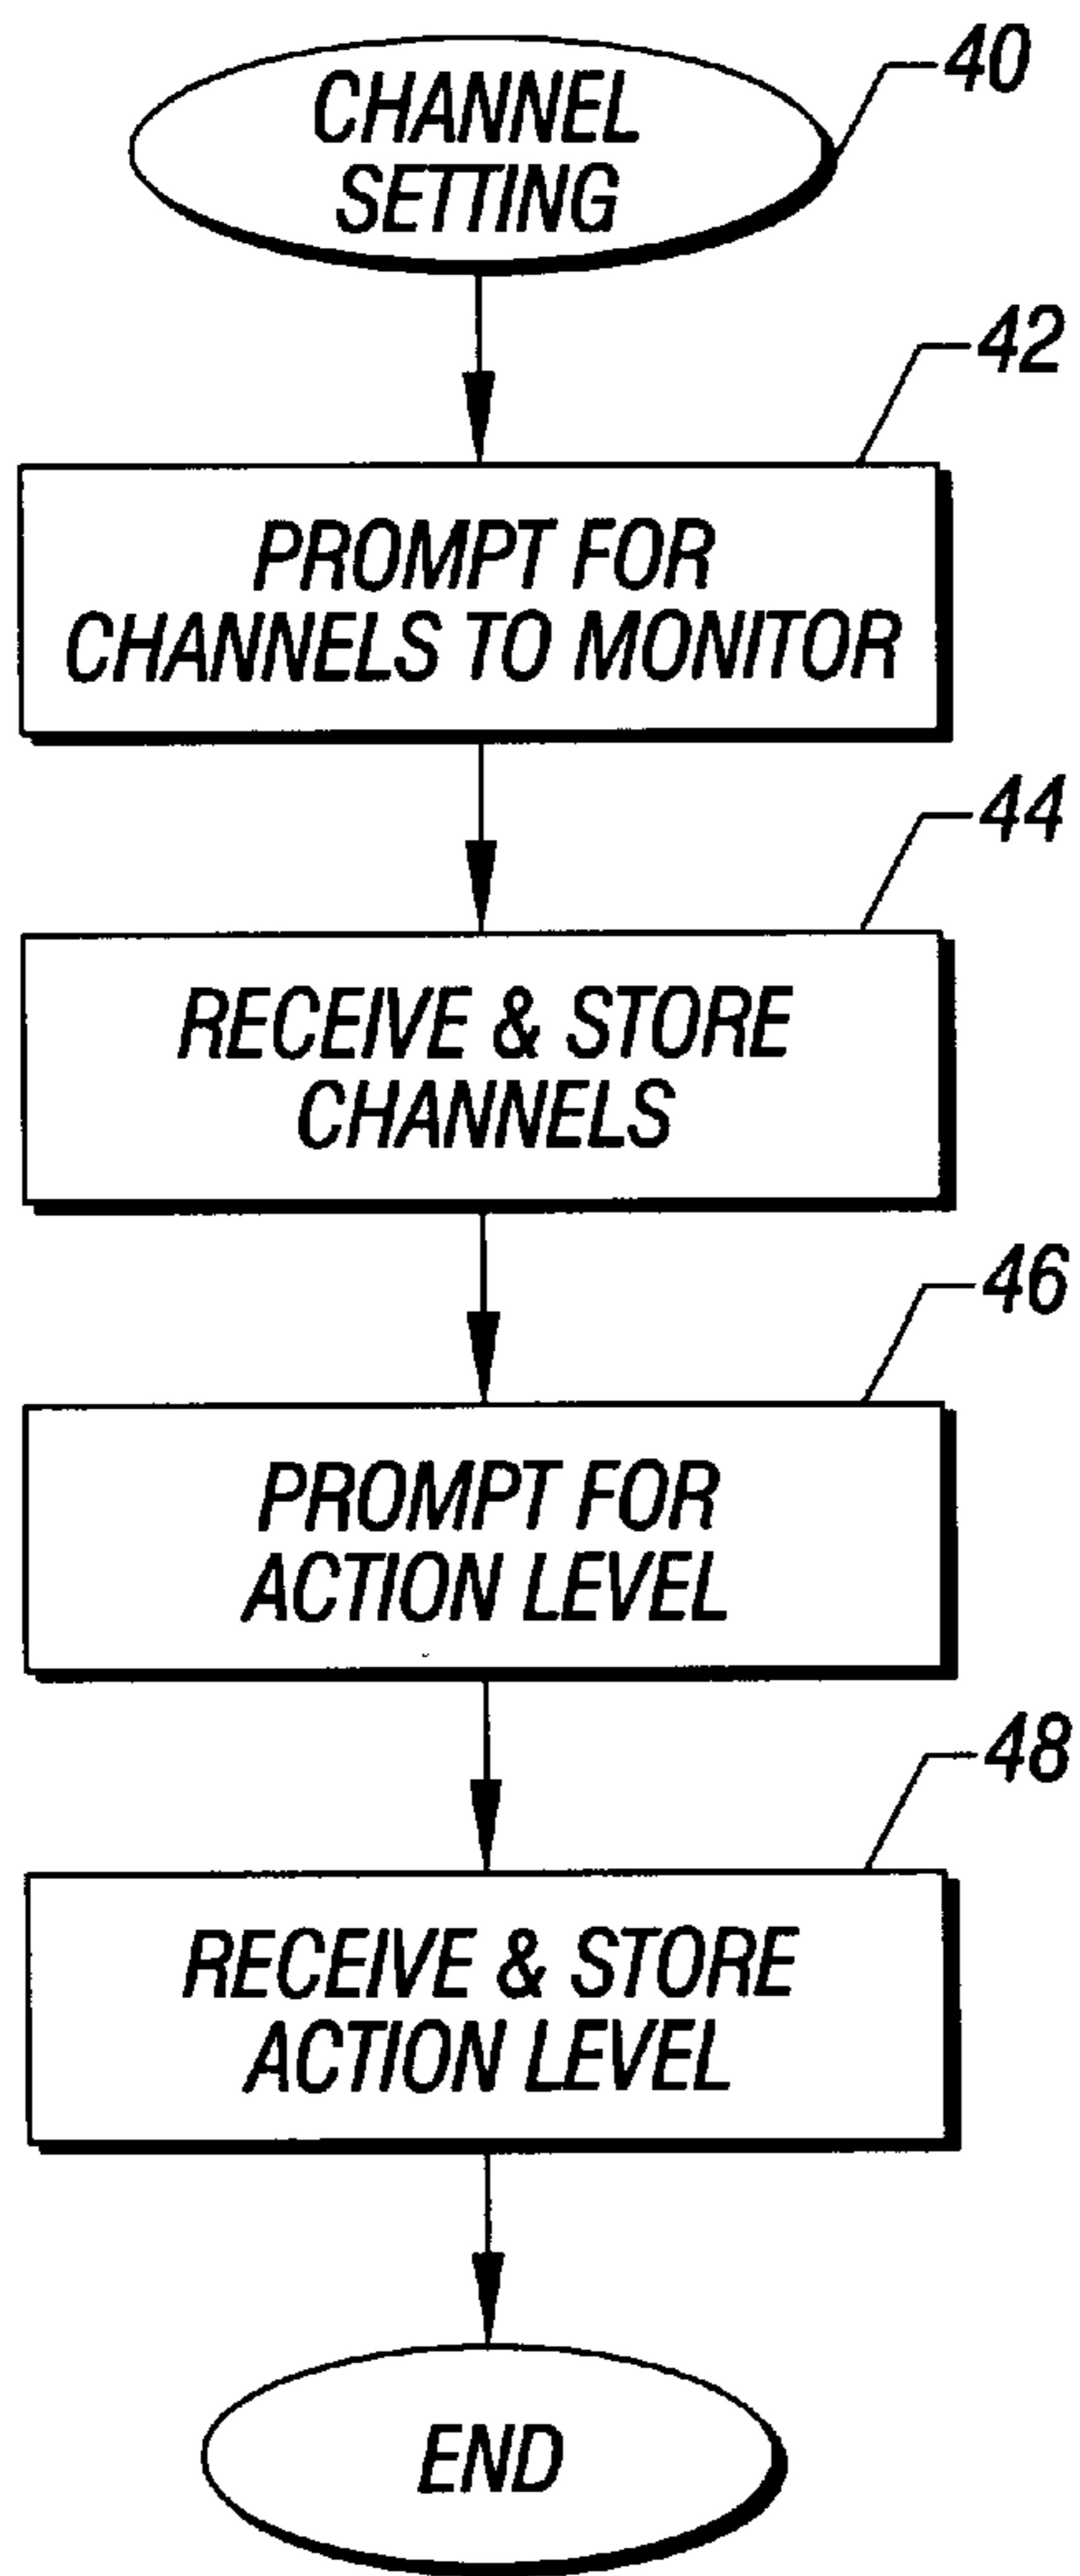 CHANNEL
SETTING
40
42
PROMPT FOR
CHANNELS TO MONITOR
44
RECEIVE & STORE
CHANNELS
46
PROMPT FOR
ACTION LEVEL
48
RECEIVE & STORE
ACTION LEVEL
END